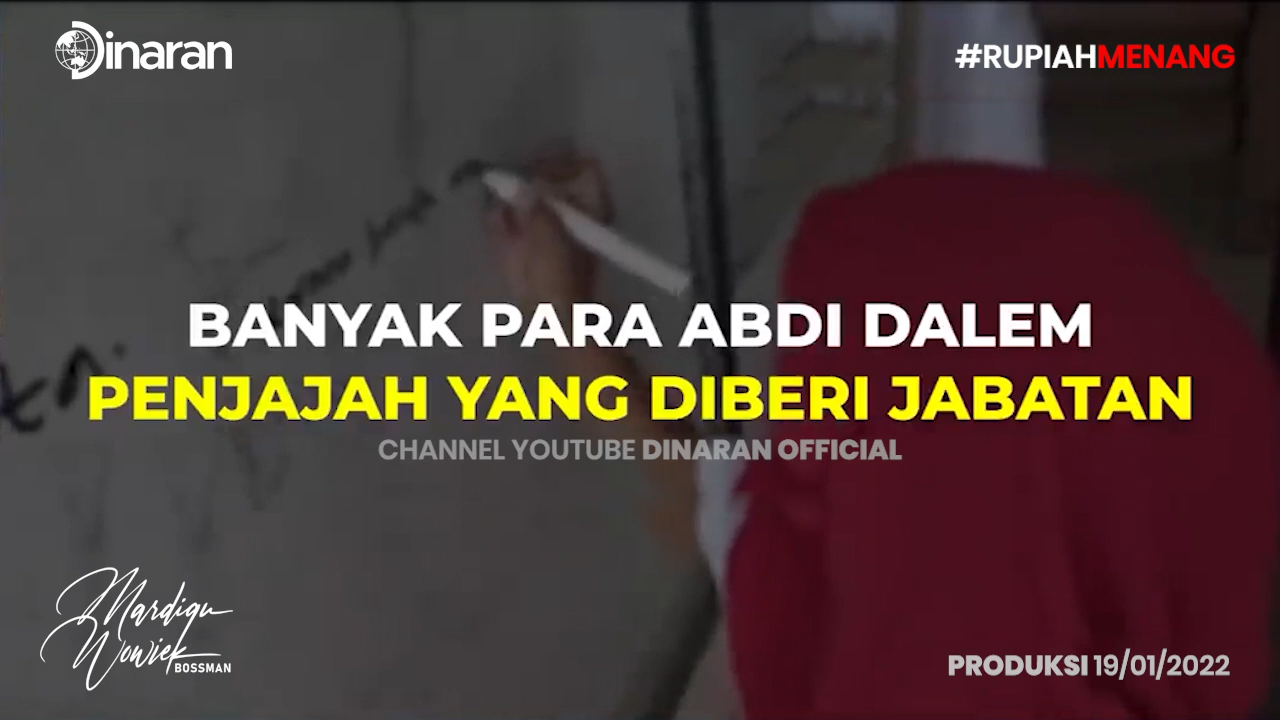 Dinaran
#RUPIAHMENANG
BANYAK PARA ABDI DALEM
PENJAJAH YANG DIBERI JABATAN
CHANNEL YOUTUBE DINARAN OFFICIAL
Mardigu
Wowiek
BOSSMAN
PRODUKSI 19/01/2022